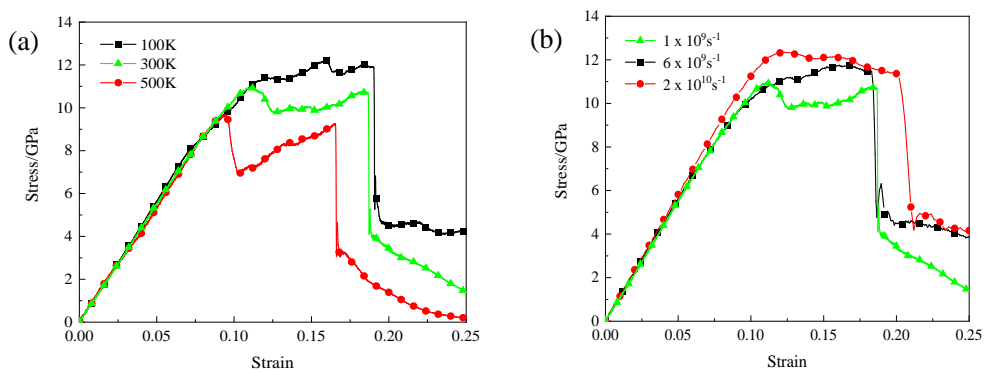 (a)
14
12
10
8
6
4
2
0
Stress/GPa
100K
300K
500K
0.00 0.05 0.10 0.15 0.20 0.25
Strain
(b)
14
12
10
8
6
4
2
0
Stress/GPa
1 x 10⁹s⁻¹
6 x 10⁹s⁻¹
2 x 10¹⁰s⁻¹
0.00 0.05 0.10 0.15 0.20 0.25
Strain